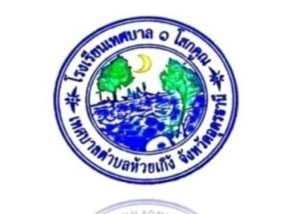 โรงเรียนเทศบาล ๑ โสกคูณ
เทศบาลตำบลห้วยเกิ้ง จังหวัดอุดรธานี